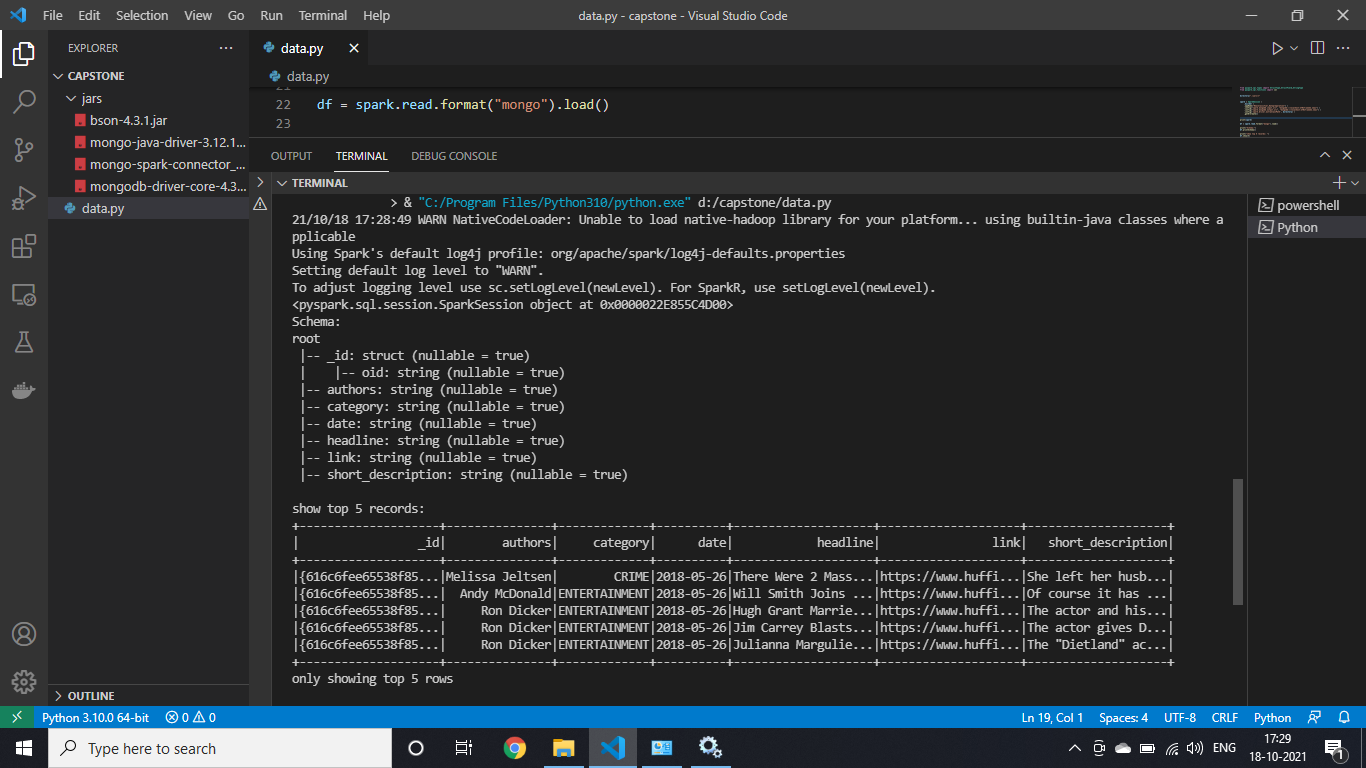 File Edit Selection View Go Run Terminal Help data.py - capstone - Visual Studio Code
EXPLORER
CAPSTONE
jars
bson-4.3.1.jar
mongo-java-driver-3.12.1...
mongo-spark-connector_...
mongodb-driver-core-4.3...
data.py
OUTLINE
data.py
data.py
21
22 df = spark.read.format("mongo").load()
23
OUTPUT TERMINAL DEBUG CONSOLE
TERMINAL
> & "C:/Program Files/Python310/python.exe" d:/capstone/data.py
21/10/18 17:28:49 WARN NativeCodeLoader: Unable to load native-hadoop library for your platform... using builtin-java classes where a
pplicable
Using Spark's default log4j profile: org/apache/spark/log4j-defaults.properties
Setting default log level to "WARN".
To adjust logging level use sc.setLogLevel(newLevel). For SparkR, use setLogLevel(newLevel).
<pyspark.sql.session.SparkSession object at 0x0000022E855C4D00>
Schema:
root
 |-- _id: struct (nullable = true)
 |    |-- oid: string (nullable = true)
 |-- authors: string (nullable = true)
 |-- category: string (nullable = true)
 |-- date: string (nullable = true)
 |-- headline: string (nullable = true)
 |-- link: string (nullable = true)
 |-- short_description: string (nullable = true)
show top 5 records:
+--------------------+---------------+-------------+----------+--------------------+--------------------+--------------------+
|                 _id|        authors|     category|      date|            headline|                link|   short_description|
+--------------------+---------------+-------------+----------+--------------------+--------------------+--------------------+
|{616c6fee65538f85...|Melissa Jeltsen|        CRIME|2018-05-26|There Were 2 Mass...|https://www.huffi...|She left her husb...|
|{616c6fee65538f85...|  Andy McDonald|ENTERTAINMENT|2018-05-26|Will Smith Joins ...|https://www.huffi...|Of course it has ...|
|{616c6fee65538f85...|     Ron Dicker|ENTERTAINMENT|2018-05-26|Hugh Grant Marrie...|https://www.huffi...|The actor and his...|
|{616c6fee65538f85...|     Ron Dicker|ENTERTAINMENT|2018-05-26|Jim Carrey Blasts...|https://www.huffi...|The actor gives D...|
|{616c6fee65538f85...|     Ron Dicker|ENTERTAINMENT|2018-05-26|Julianna Margulie...|https://www.huffi...|The "Dietland" ac...|
+--------------------+---------------+-------------+----------+--------------------+--------------------+--------------------+
only showing top 5 rows
powershell
Python
Python 3.10.0 64-bit 0 0 Ln 19, Col 1 Spaces: 4 UTF-8 CRLF Python
Type here to search
ENG
17:29
18-10-2021
1